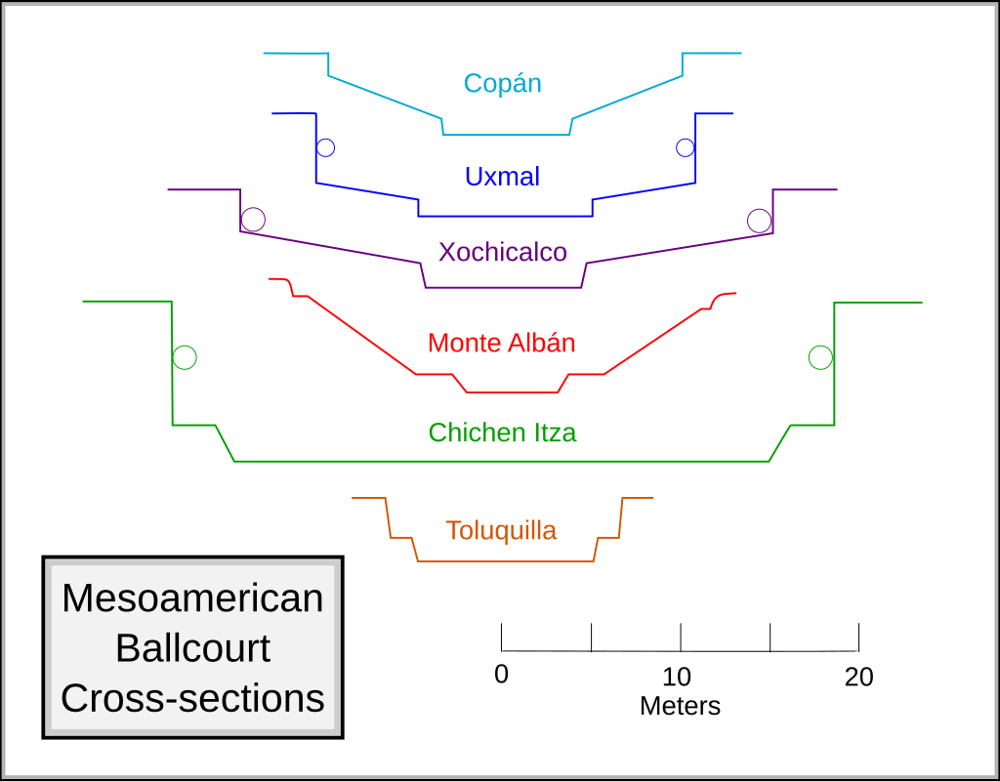 Copán
Uxmal
Xochicalco
Monte Albán
Chichen Itza
Toluquilla
Mesoamerican
Ballcourt
Cross-sections
0 10 20
Meters